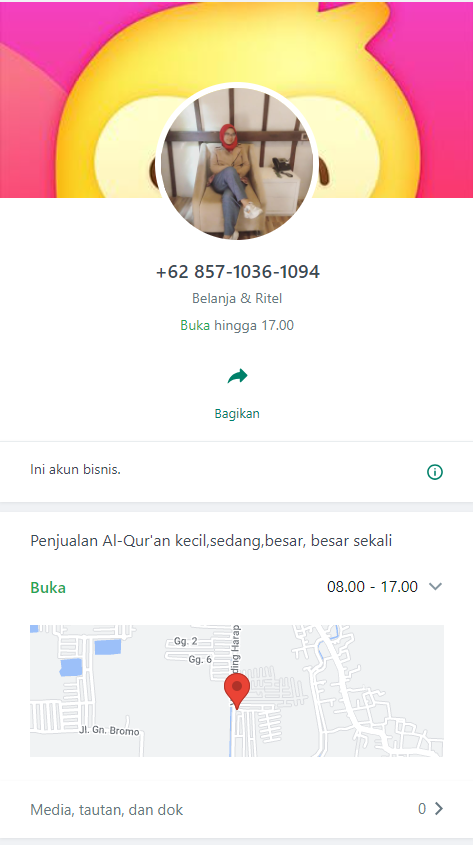 +62 857-1036-1094
Belanja & Ritel
Buka hingga 17.00
Bagikan
Ini akun bisnis.
Penjualan Al-Qur'an kecil,sedang,besar, besar sekali
Buka 08.00 - 17.00
Gg. 2
Gg. 6
ding Harap
Jl. Gn. Bromo
Media, tautan, dan dok 0